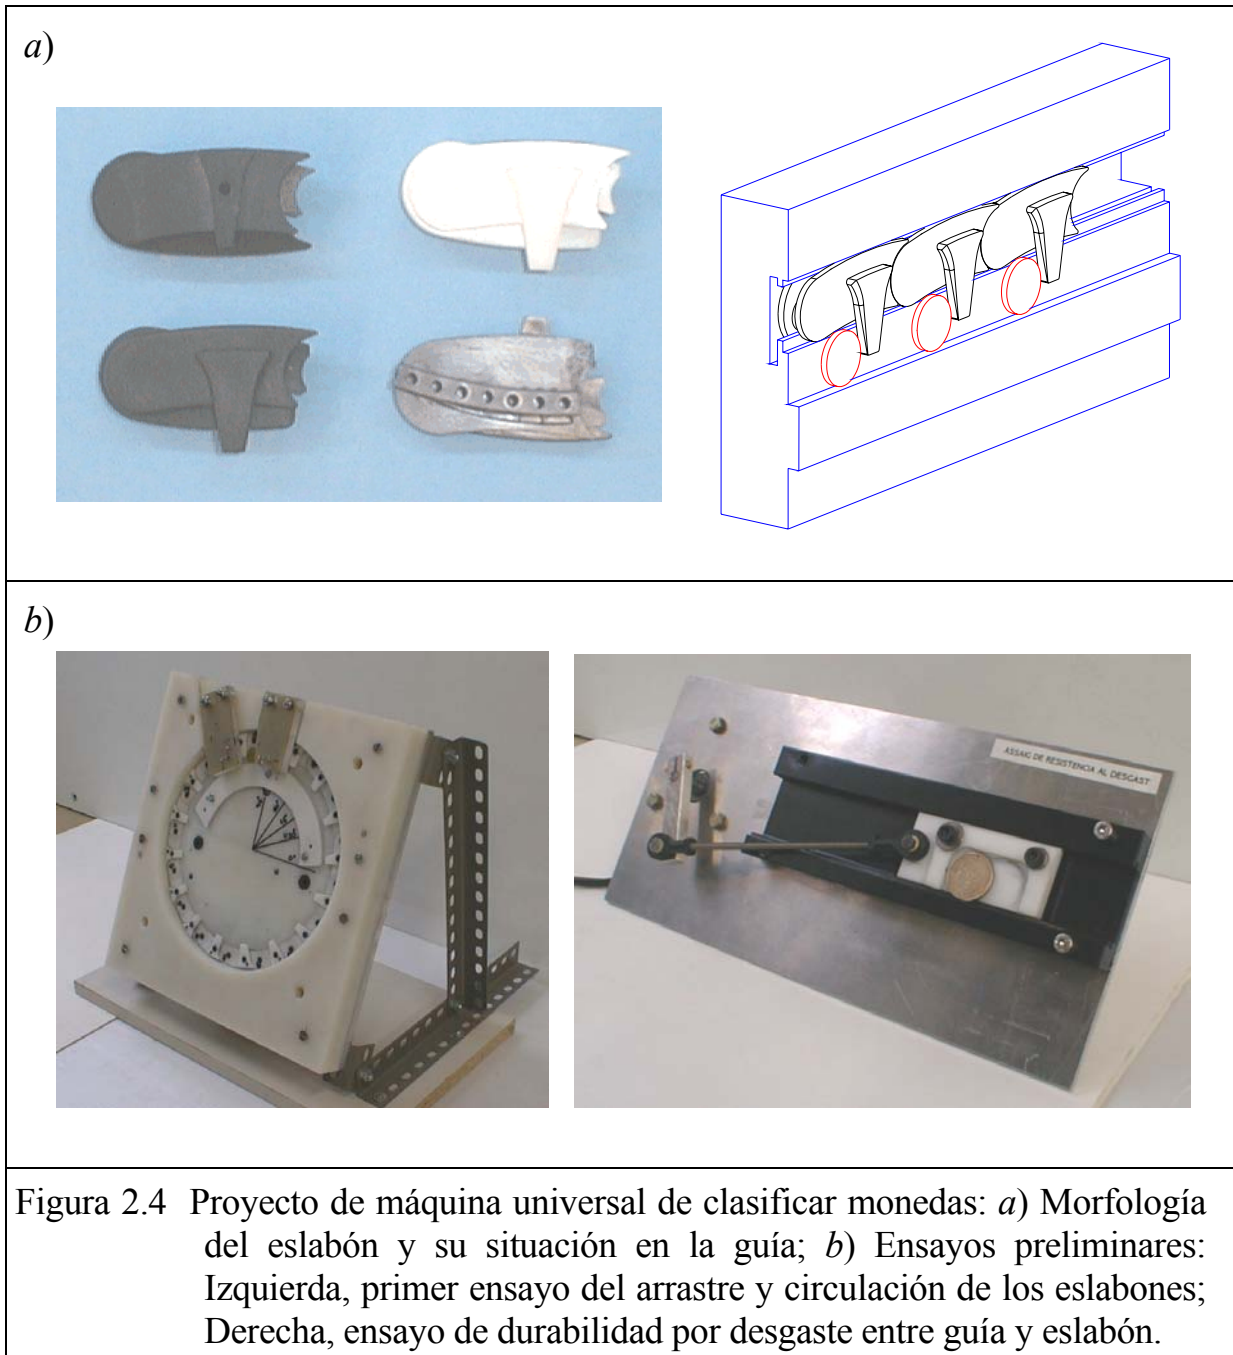 a)
b)
ASSAIG DE RESISTENCIA AL DESGAST
Figura 2.4 Proyecto de máquina universal de clasificar monedas: a) Morfología
del eslabón y su situación en la guía; b) Ensayos preliminares:
Izquierda, primer ensayo del arrastre y circulación de los eslabones;
Derecha, ensayo de durabilidad por desgaste entre guía y eslabón.